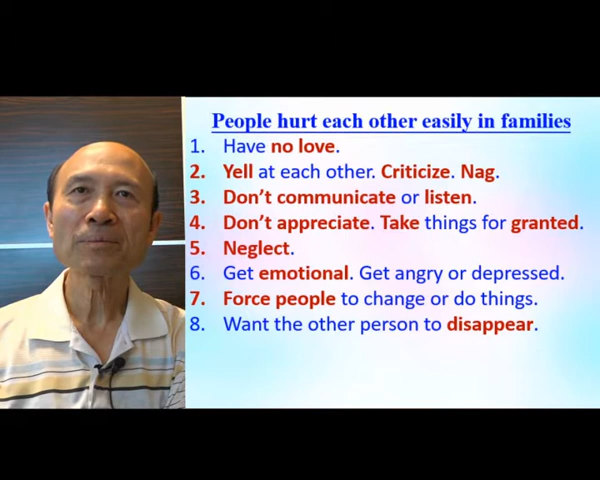 People hurt each other easily in families
1. Have no love.
2. Yell at each other. Criticize. Nag.
3. Don't communicate or listen.
4. Don't appreciate. Take things for granted.
5. Neglect.
6. Get emotional. Get angry or depressed.
7. Force people to change or do things.
8. Want the other person to disappear.